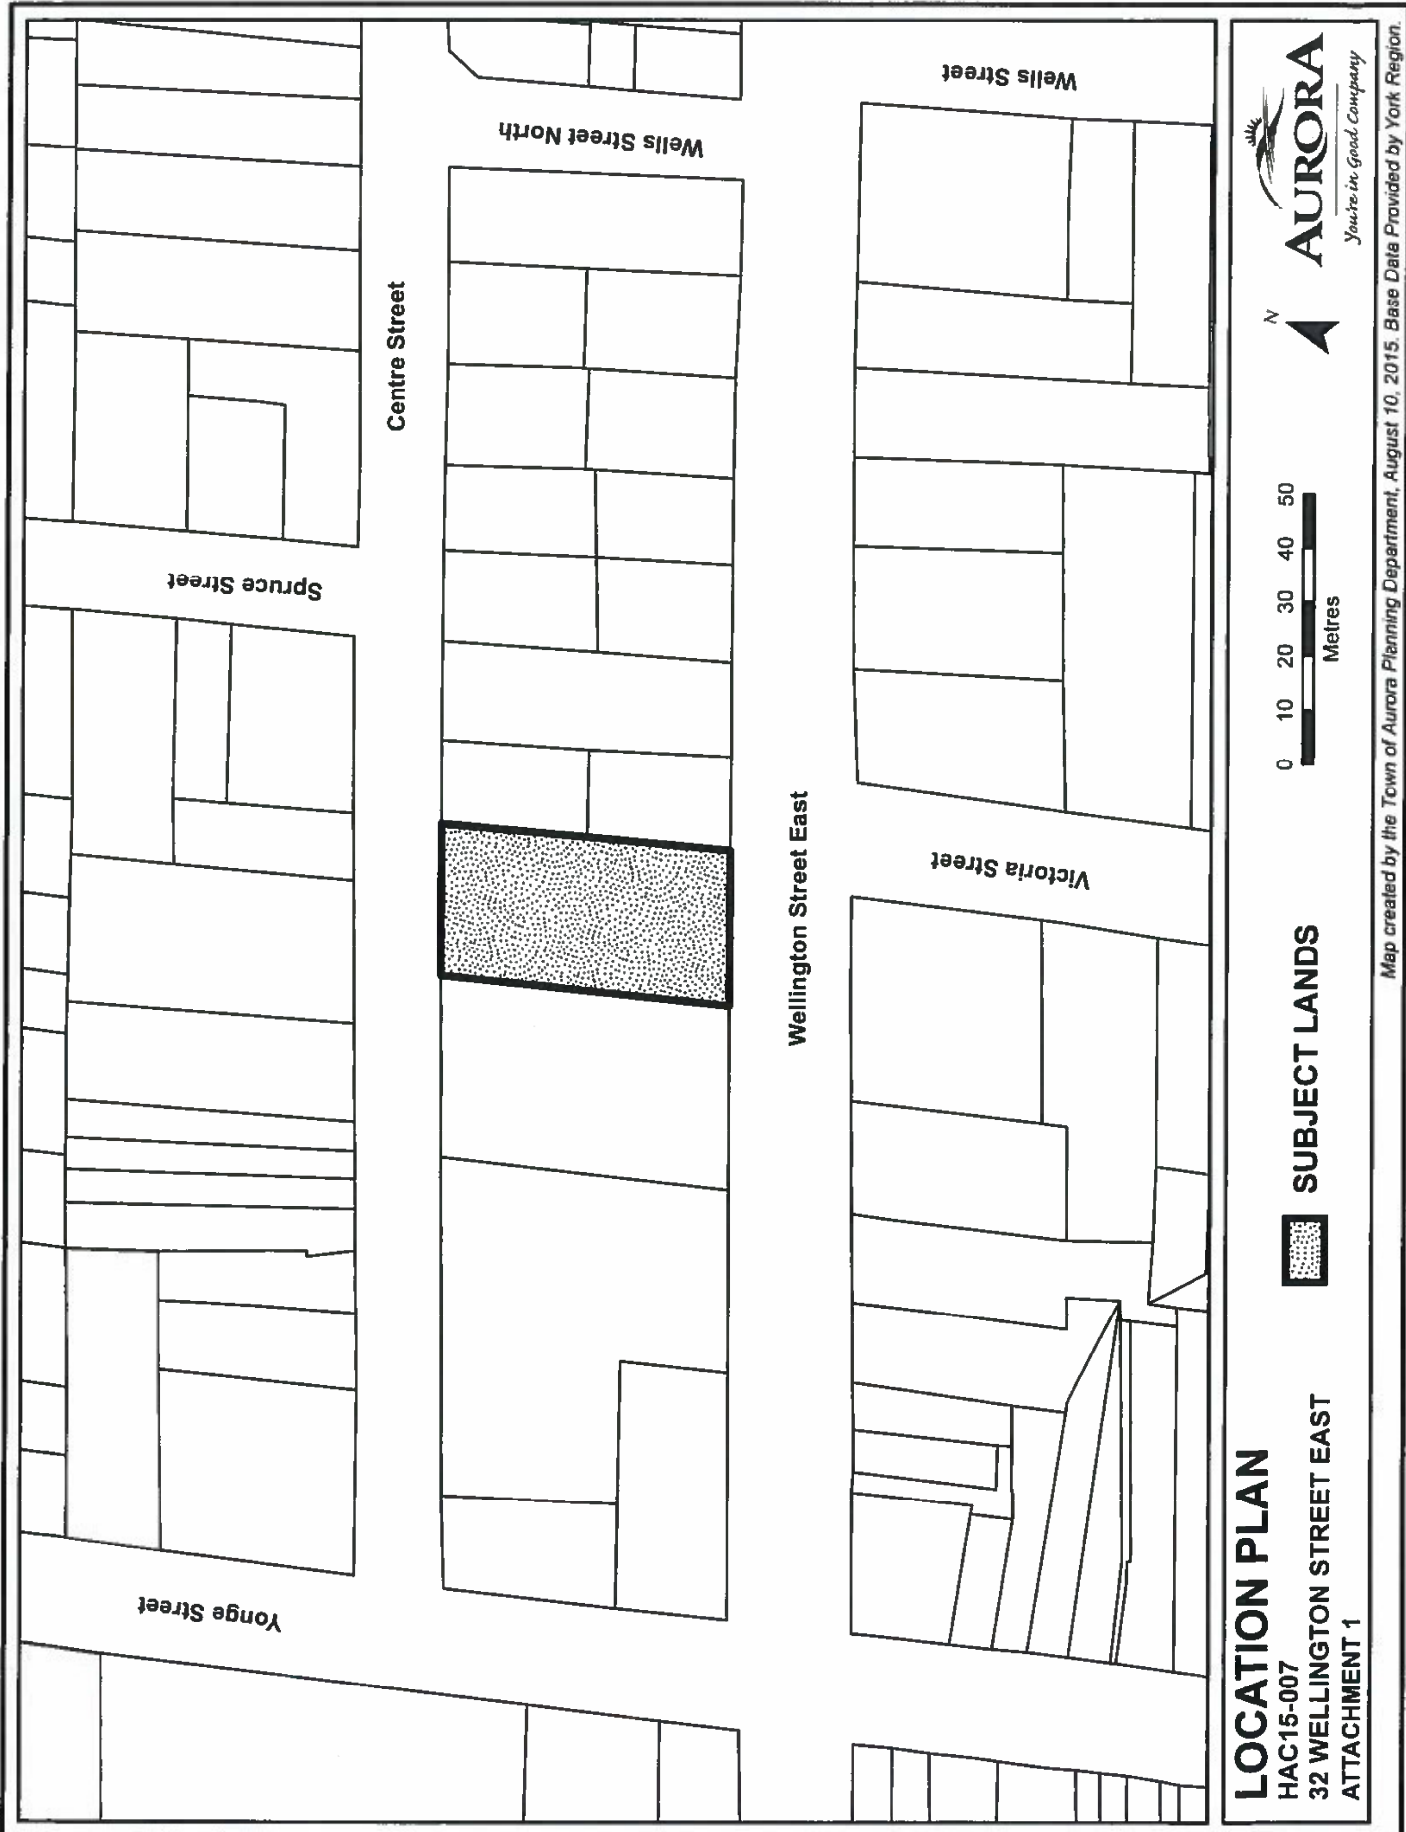 Yonge Street
Spruce Street
Centre Street
Wells Street North
Wellington Street East
Victoria Street
Wells Street
LOCATION PLAN
HAC15-007
32 WELLINGTON STREET EAST
ATTACHMENT 1
SUBJECT LANDS
0 10 20 30 40 50
Metres
N
AURORA
You're in Good Company
Map created by the Town of Aurora Planning Department, August 10, 2015. Base Data Provided by York Region.